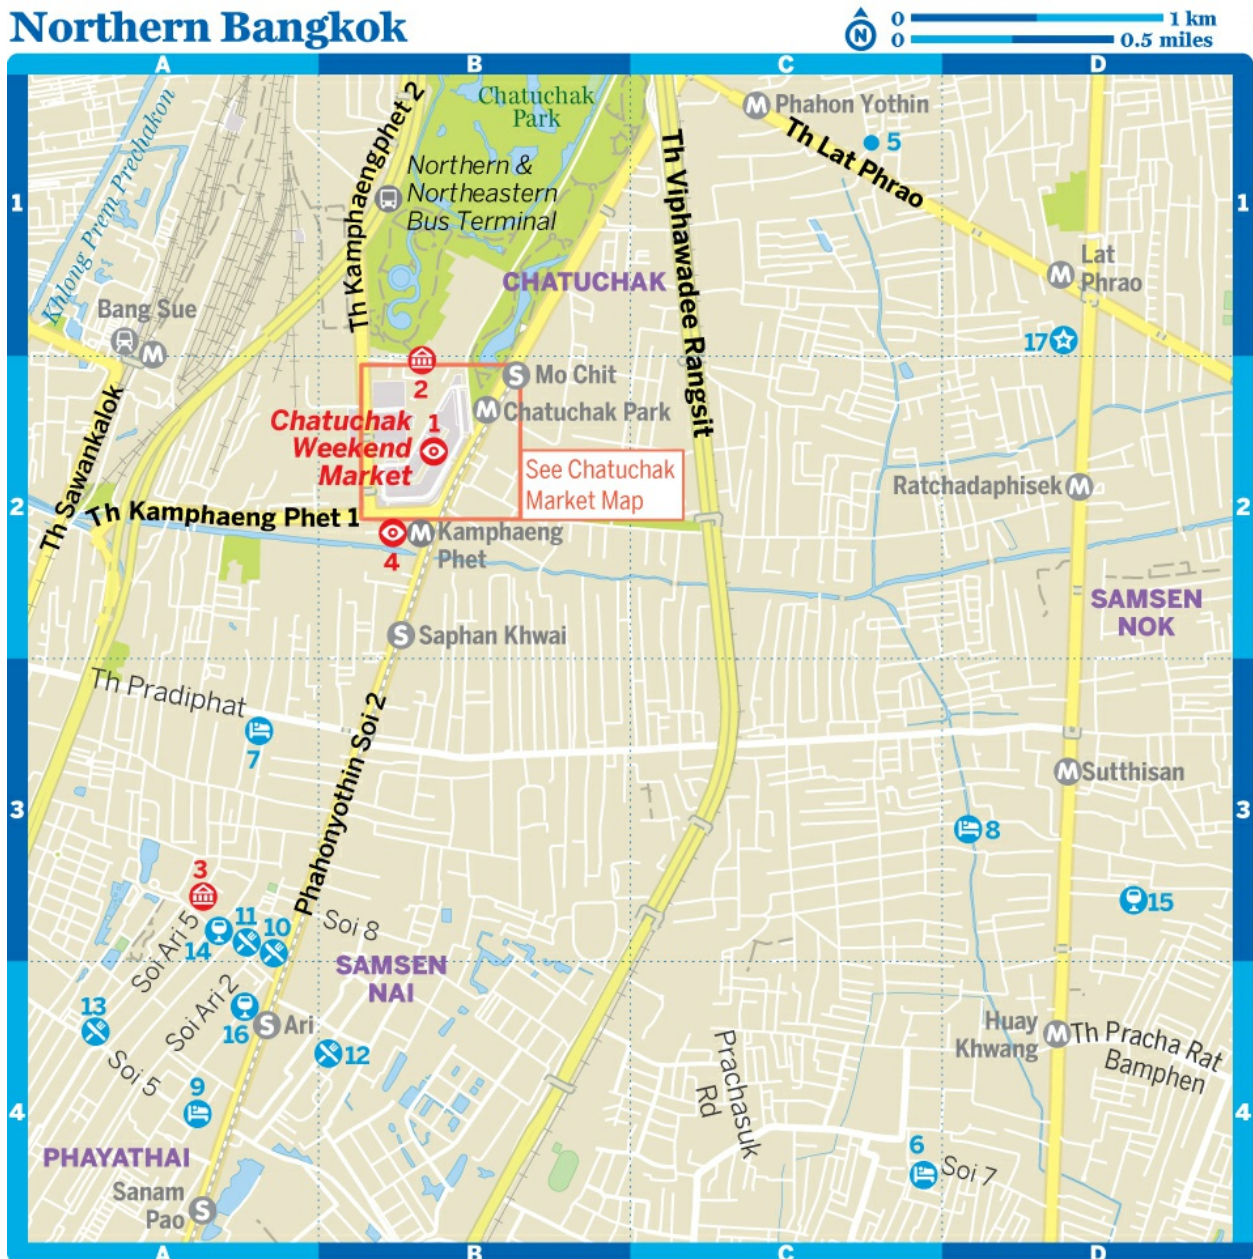 Northern Bangkok
N
0
1 km
0
0.5 miles
A
B
C
D
Khlong Prem Prechakon
Th Kamphaengphet 2
Chatuchak
Park
M
Phahon Yothin
5
Th Lat Phrao
Northern &
Northeastern
Bus Terminal
1
1
Th Viphawadee Rangsit
CHATUCHAK
Lat
Phrao
M
Bang Sue
M
17
2
S
Mo Chit
M
Chatuchak Park
Chatuchak
Weekend
Market
1
See Chatuchak
Market Map
Ratchadaphisek
M
Th Sawankalok
2
2
Th Kamphaeng Phet 1
4
M
Kamphaeng
Phet
SAMSEN
NOK
S
Saphan Khwai
Th Pradiphat
7
Phahonyothin Soi 2
M
Sutthisan
3
3
8
3
15
11
10
14
Soi Ari 5
Soi 8
SAMSEN
NAI
Soi Ari 2
13
16
S
Ari
12
Soi 5
Huay
Khwang
M
Th Pracha Rat
Bamphen
Prachasuk
Rd
9
4
4
6
Soi 7
PHAYATHAI
Sanam
Pao
S
A
B
C
D